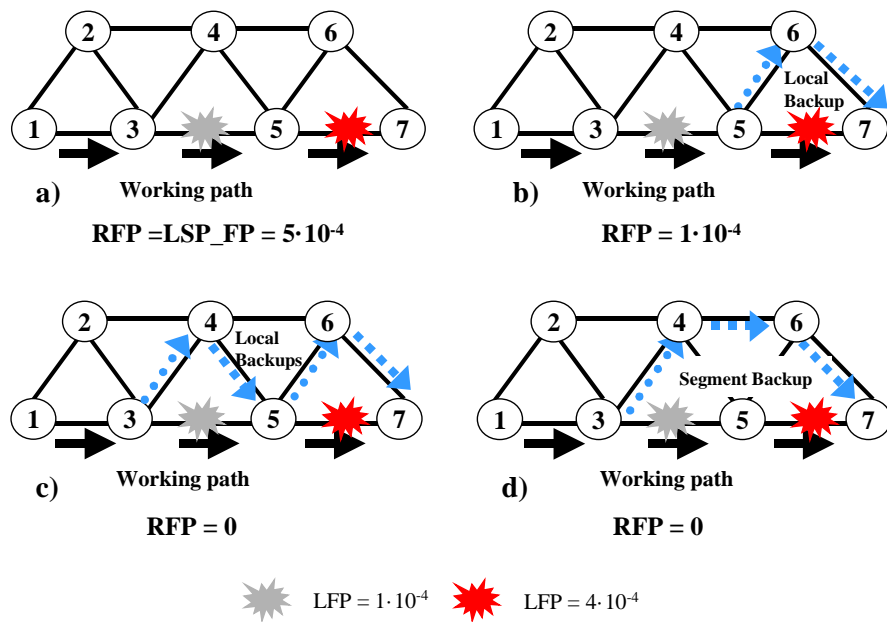 2 4 6
1 3 5 7
Working path
a)
RFP =LSP_FP = 5·10-4
2 4 6
Local
Backup
1 3 5 7
Working path
b)
RFP = 1·10-4
2 4 6
Local
Backups
1 3 5 7
Working path
c)
RFP = 0
2 4 6
Segment Backup
1 3 5 7
Working path
d)
RFP = 0
LFP = 1·10-4
LFP = 4·10-4